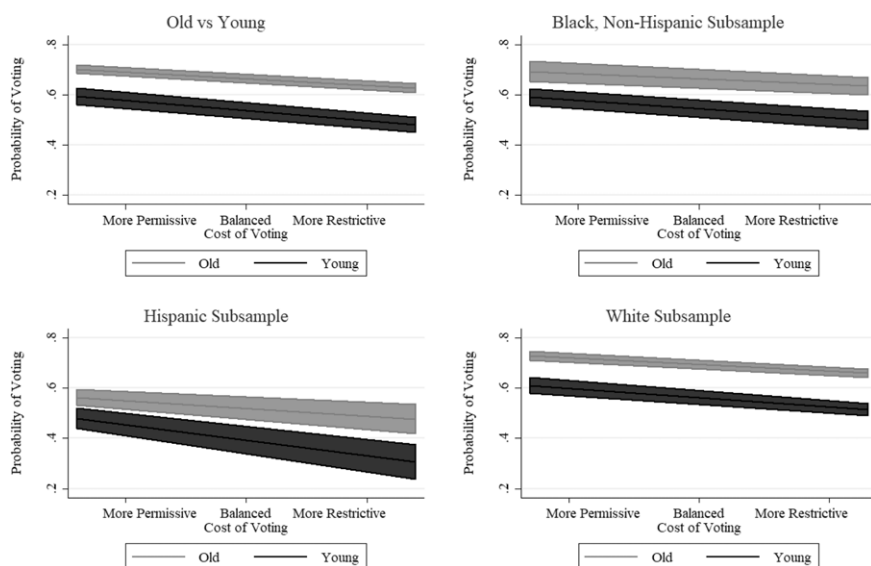 Old vs Young
Probability of Voting
.8
.6
.4
.2
More Permissive Balanced More Restrictive
Cost of Voting
Old Young
Black, Non-Hispanic Subsample
Probability of Voting
.8
.6
.4
.2
More Permissive Balanced More Restrictive
Cost of Voting
Old Young
Hispanic Subsample
Probability of Voting
.8
.6
.4
.2
More Permissive Balanced More Restrictive
Cost of Voting
Old Young
White Subsample
Probability of Voting
.8
.6
.4
.2
More Permissive Balanced More Restrictive
Cost of Voting
Old Young